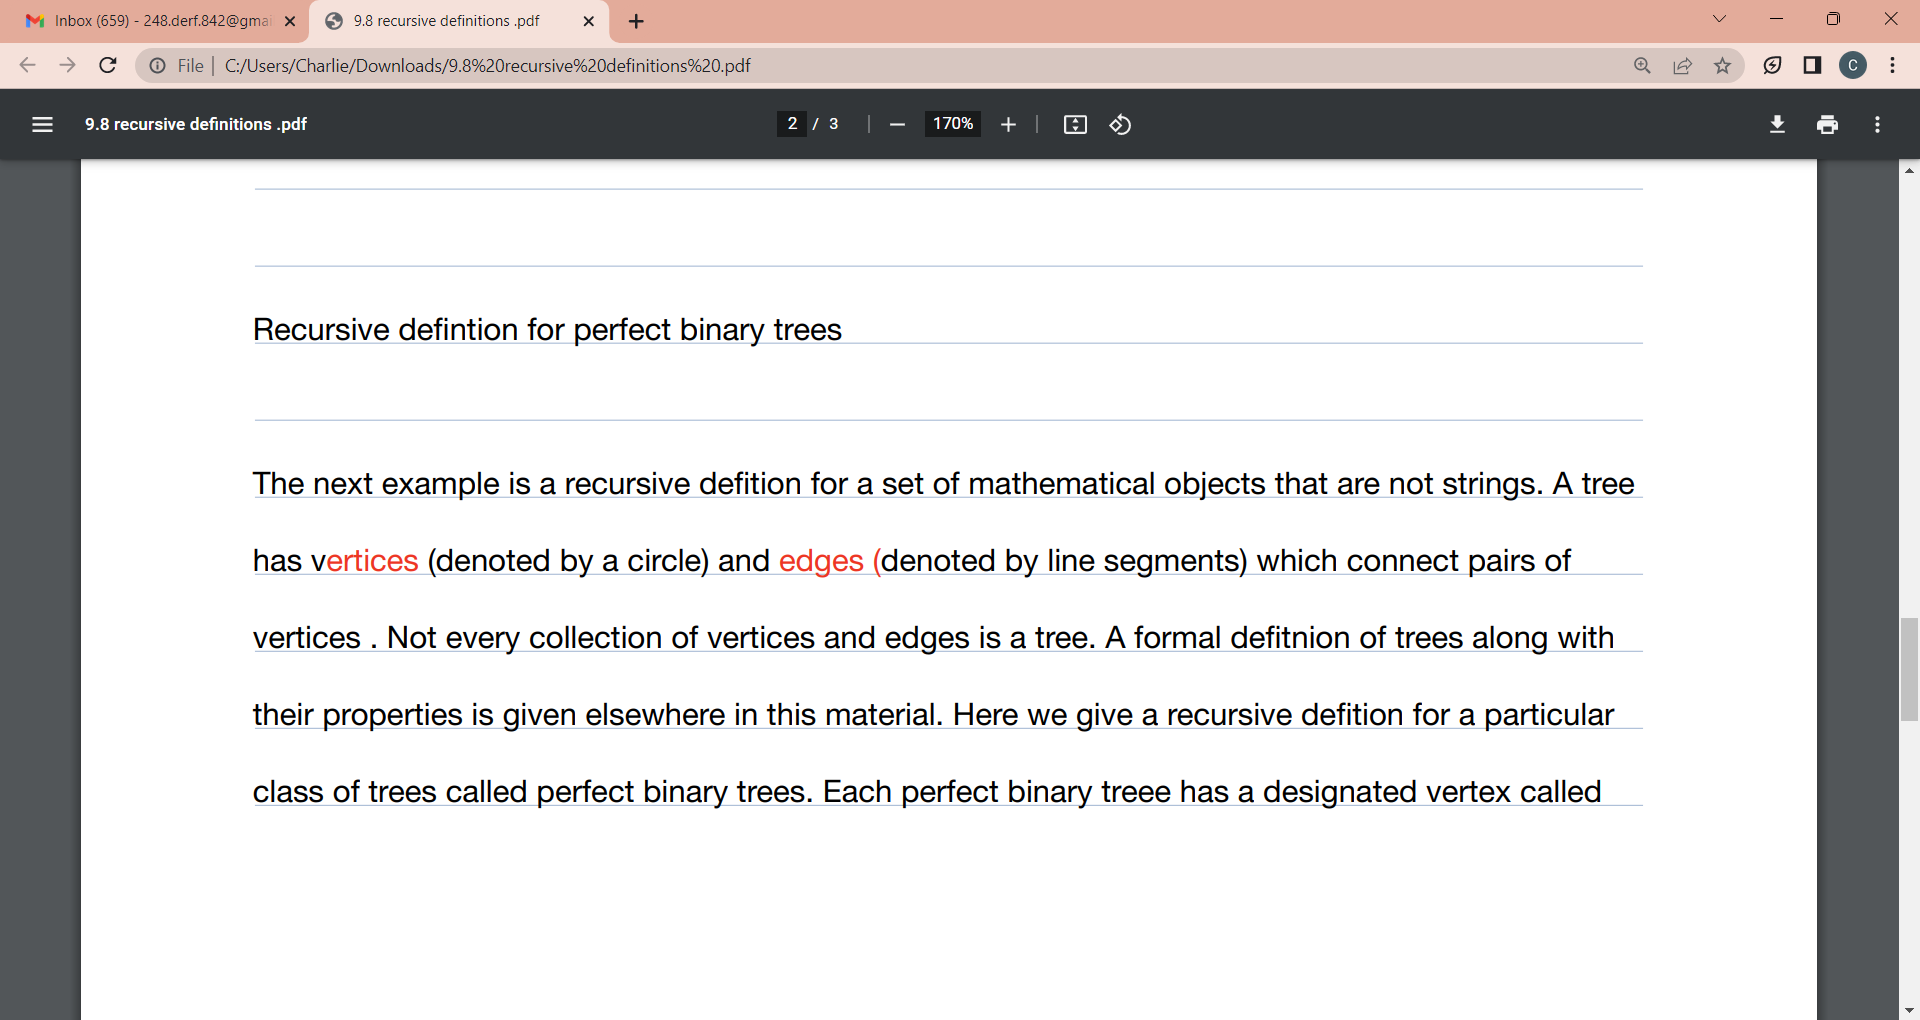 Inbox (659) - 248.derf.842@gmai
9.8 recursive definitions .pdf
File | C:/Users/Charlie/Downloads/9.8%20recursive%20definitions%20.pdf
C
9.8 recursive definitions .pdf
2 / 3
170%
Recursive defintion for perfect binary trees
The next example is a recursive defition for a set of mathematical objects that are not strings. A tree
has vertices (denoted by a circle) and edges (denoted by line segments) which connect pairs of
vertices . Not every collection of vertices and edges is a tree. A formal defitnion of trees along with
their properties is given elsewhere in this material. Here we give a recursive defition for a particular
class of trees called perfect binary trees. Each perfect binary treee has a designated vertex called